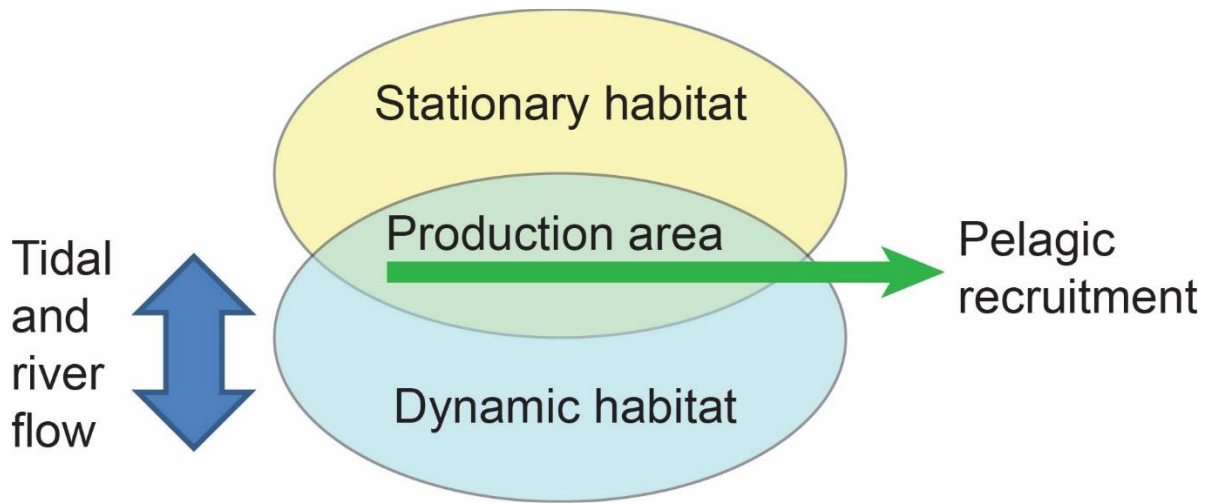 Stationary habitat
Production area
Tidal
and
river
flow
Pelagic
recruitment
Dynamic habitat